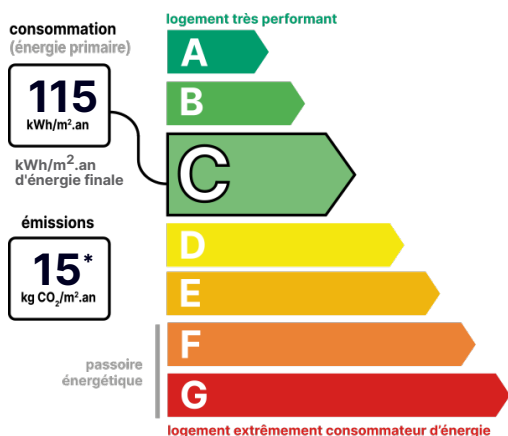 logement très performant
consommation
(énergie primaire)
115
kWh/m².an
kWh/m².an
d'énergie finale
émissions
15*
kg CO₂/m².an
A
B
C
D
E
F
G
passoire
énergétique
logement extrêmement consommateur d'énergie